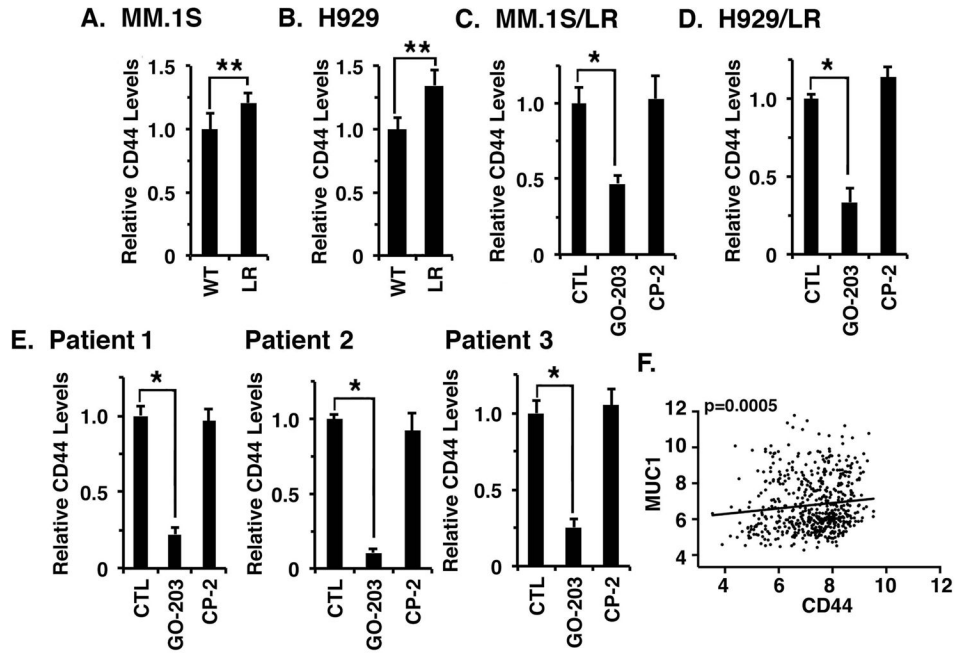 A. MM.1S
B. H929
C. MM.1S/LR
D. H929/LR
Relative CD44 Levels
1.5
1.0
0.5
0
**
WT
LR
Relative CD44 Levels
1.5
1.0
0.5
0
**
WT
LR
Relative CD44 Levels
1.0
0.5
0
*
CTL
GO-203
CP-2
Relative CD44 Levels
1.0
0.5
0
*
CTL
GO-203
CP-2
E. Patient 1
Patient 2
Patient 3
F.
Relative CD44 Levels
1.0
0.5
0
*
CTL
GO-203
CP-2
Relative CD44 Levels
1.0
0.5
0
*
CTL
GO-203
CP-2
Relative CD44 Levels
1.0
0.5
0
*
CTL
GO-203
CP-2
p=0.0005
MUC1
12
10
8
6
4
4 6 8 10 12
CD44